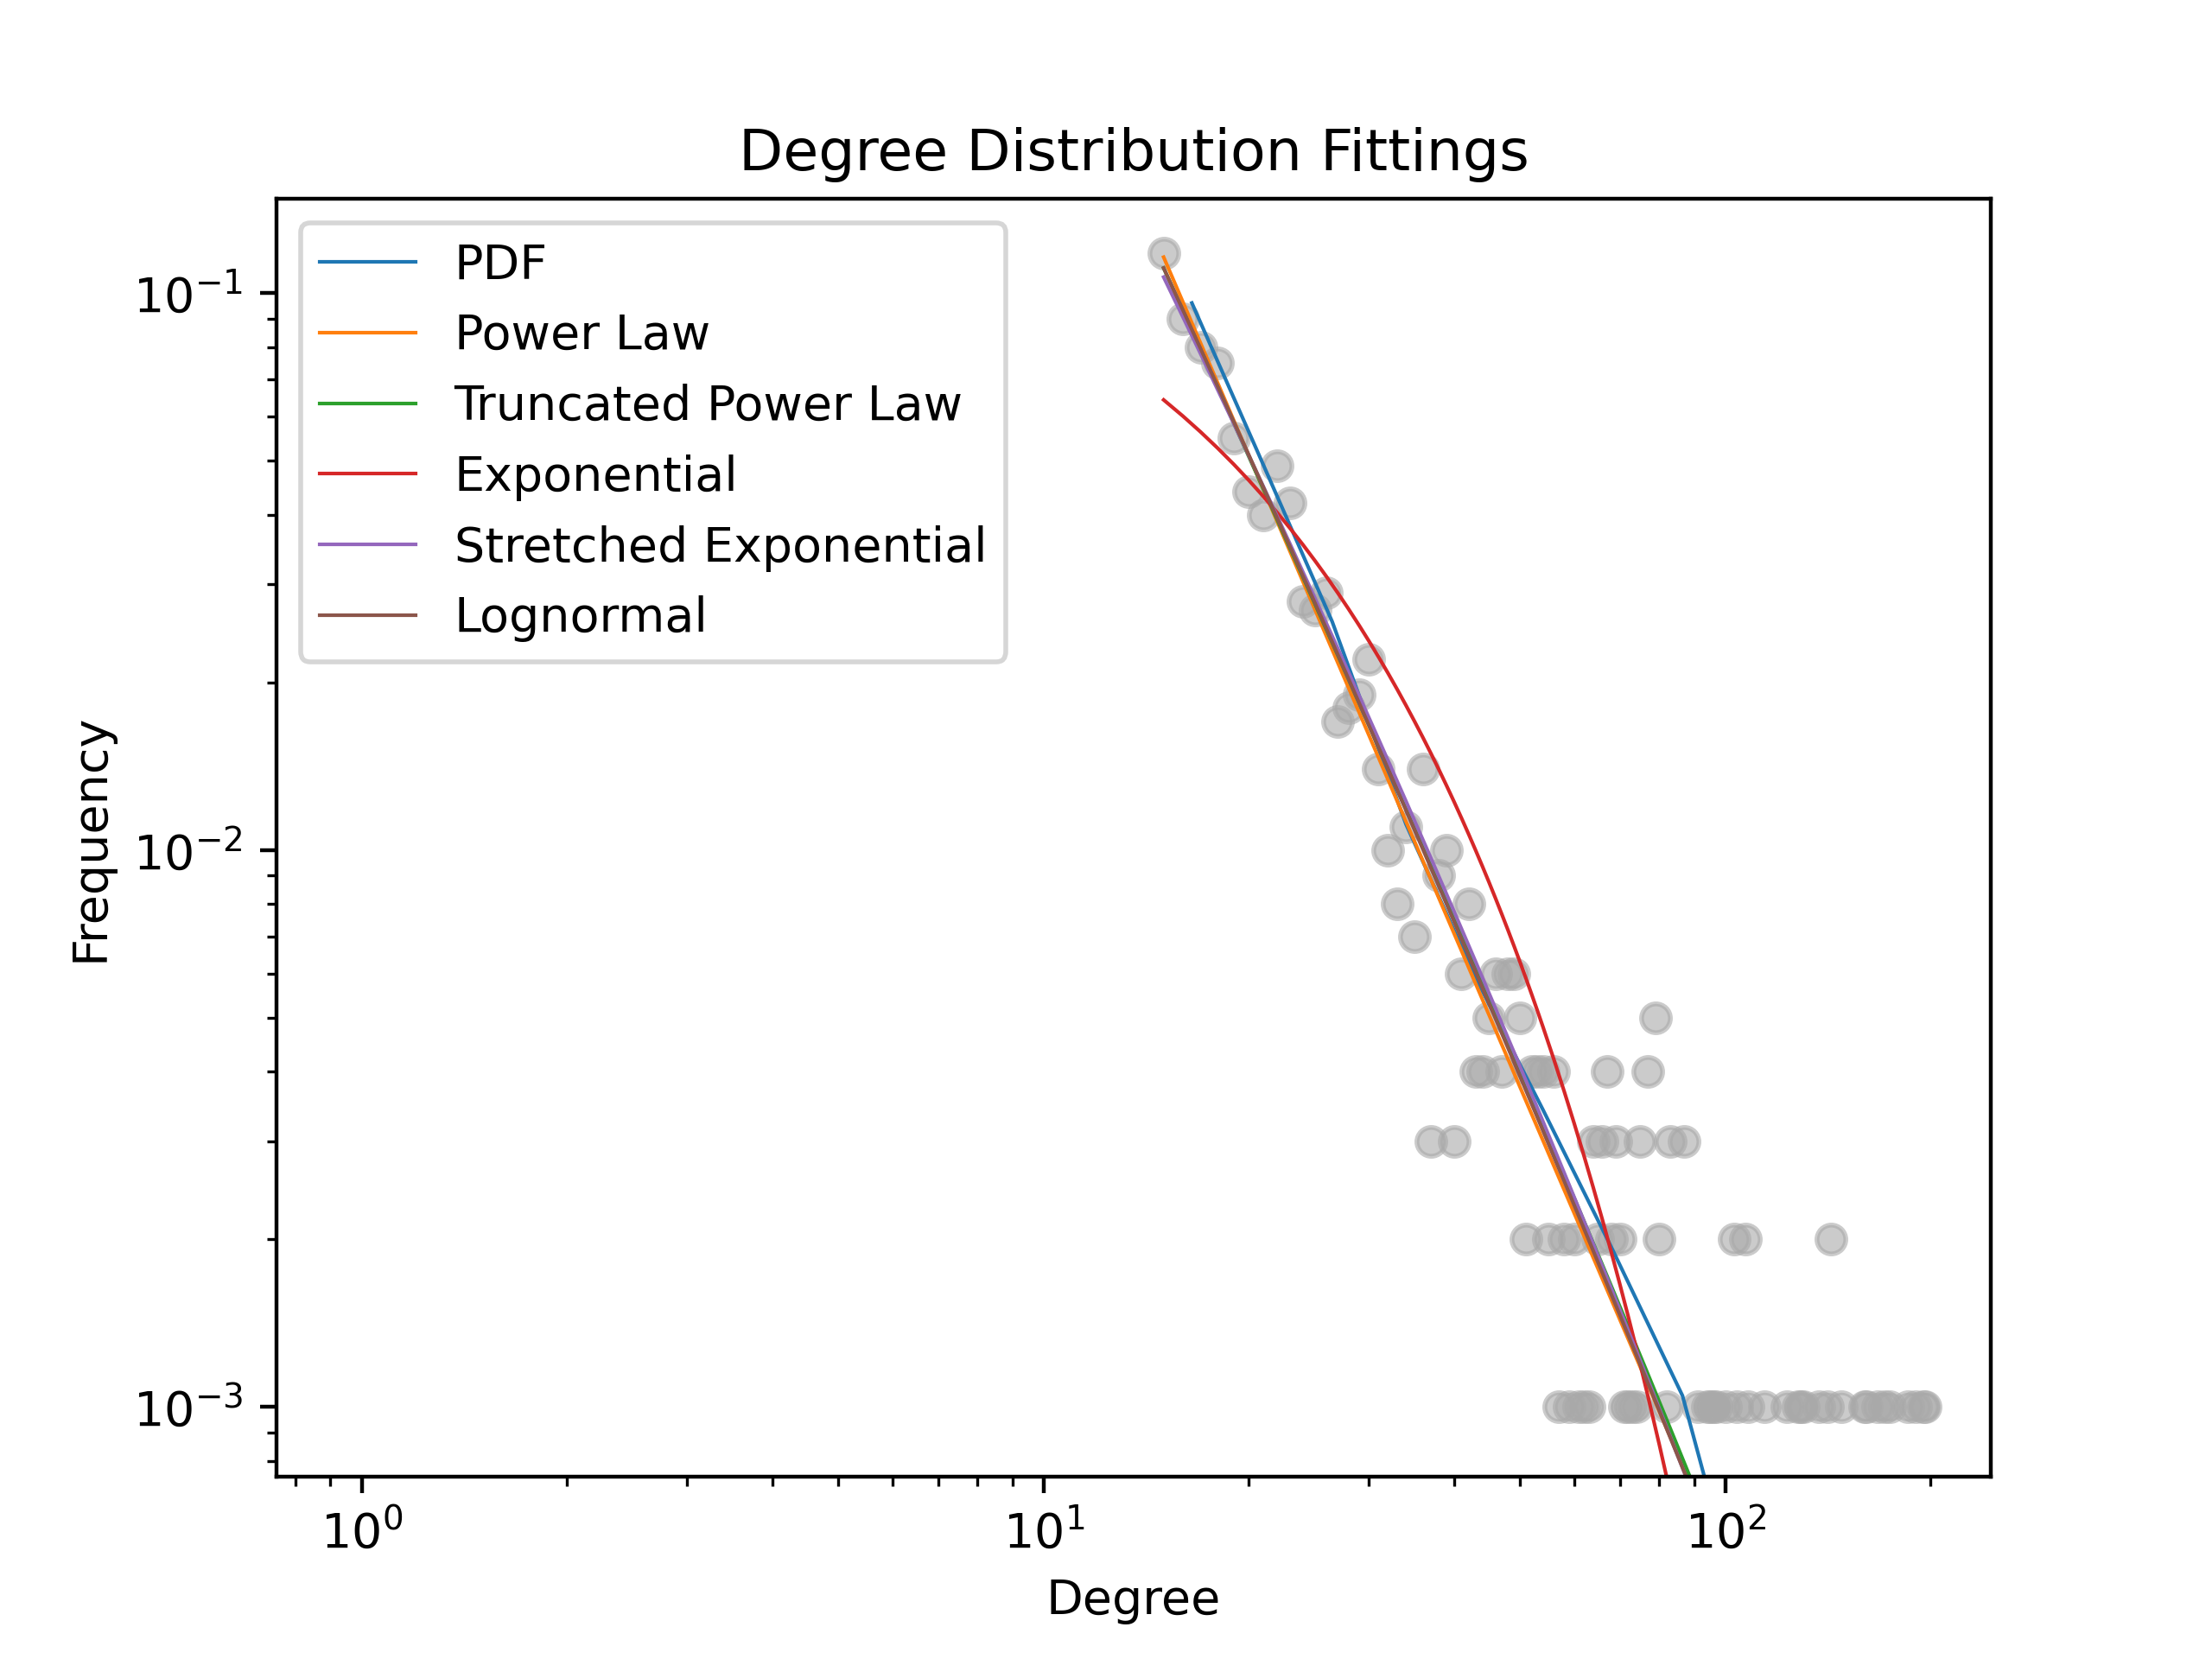 Degree Distribution Fittings
PDF
Power Law
Truncated Power Law
Exponential
Stretched Exponential
Lognormal
Frequency
10⁻¹
10⁻²
10⁻³
10⁰ 10¹ 10²
Degree